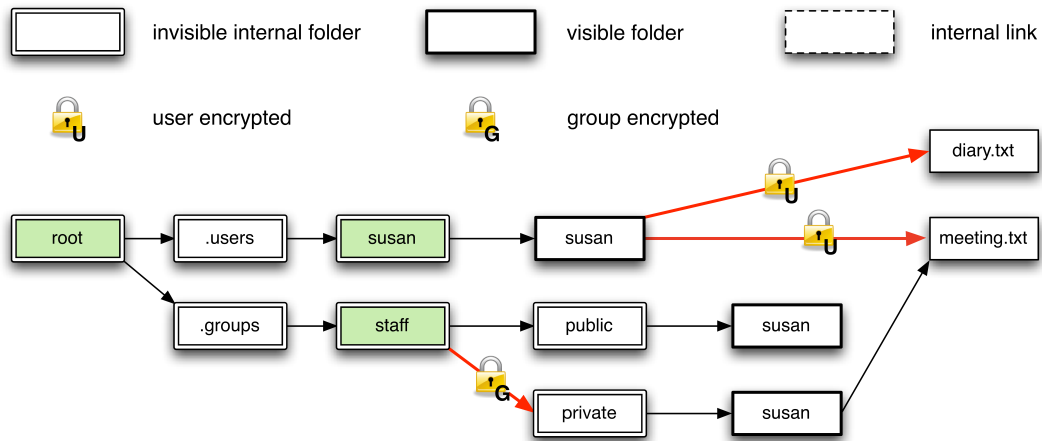 invisible internal folder
visible folder
internal link
U
user encrypted
G
group encrypted
diary.txt
U
root
.users
susan
susan
U
meeting.txt
.groups
staff
public
susan
G
private
susan